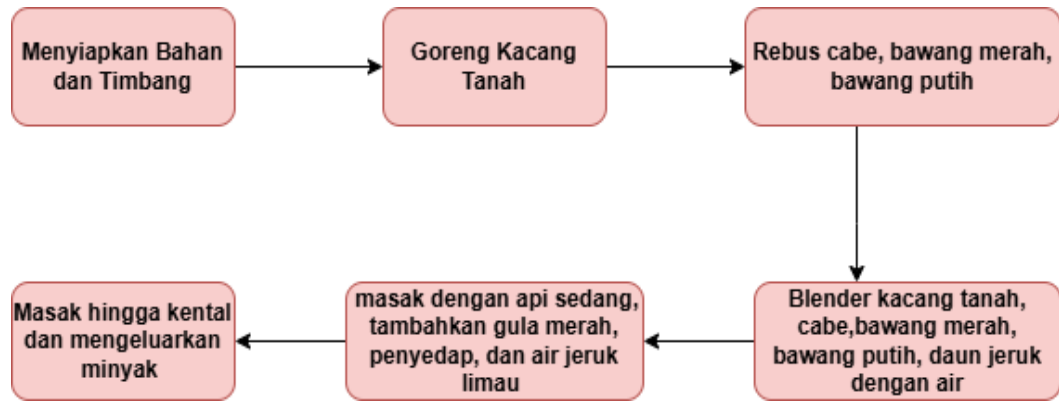 Menyiapkan Bahan
dan Timbang
Goreng Kacang
Tanah
Rebus cabe, bawang merah,
bawang putih
Blender kacang tanah,
cabe,bawang merah,
bawang putih, daun jeruk
dengan air
masak dengan api sedang,
tambahkan gula merah,
penyedap, dan air jeruk
limau
Masak hingga kental
dan mengeluarkan
minyak